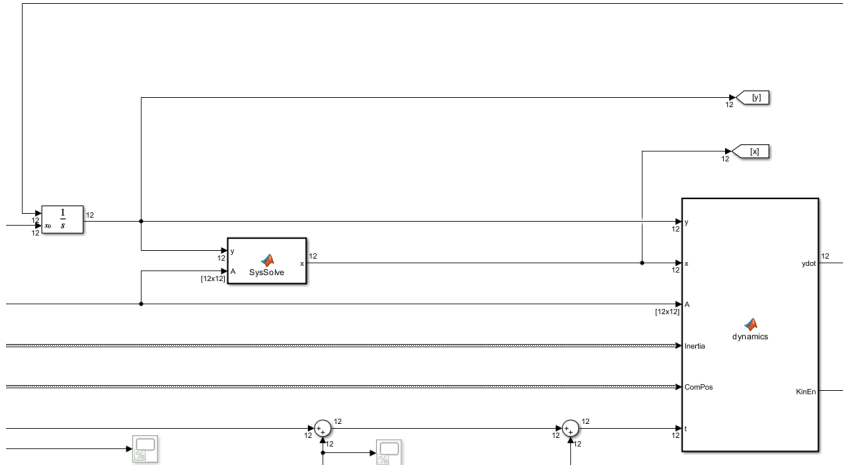 [y]
12
[x]
12
12
x₀
12
1
s
12
y
12
A
[12x12]
SysSolve
x
12
y
12
x
12
A
[12x12]
Inertia
ComPos
t
12
dynamics
ydot
12
KinEn
12
+
+
12
12
12
+
+
12
12